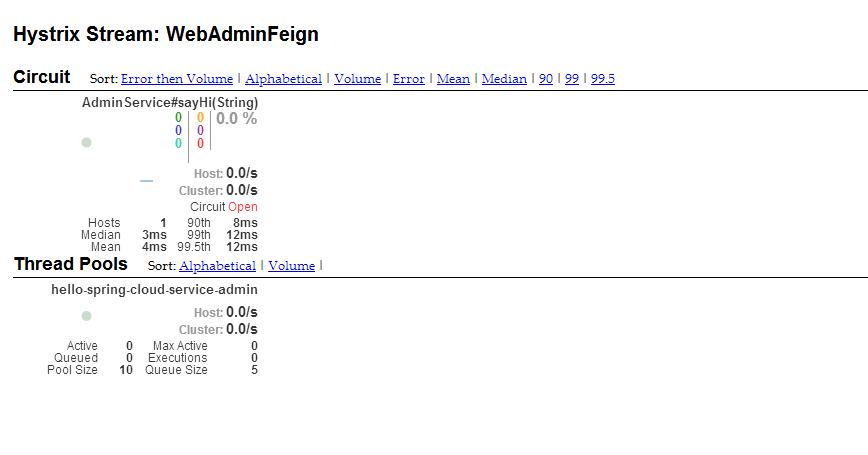 Hystrix Stream: WebAdminFeign
Circuit Sort: Error then Volume | Alphabetical | Volume | Error | Mean | Median | 90 | 99 | 99.5
AdminService#sayHi(String)
0 0 0.0 %
0 0
0 0
Host: 0.0/s
Cluster: 0.0/s
Circuit Open
Hosts 1 90th 8ms
Median 3ms 99th 12ms
Mean 4ms 99.5th 12ms
Thread Pools Sort: Alphabetical | Volume |
hello-spring-cloud-service-admin
Host: 0.0/s
Cluster: 0.0/s
Active 0 Max Active 0
Queued 0 Executions 0
Pool Size 10 Queue Size 5